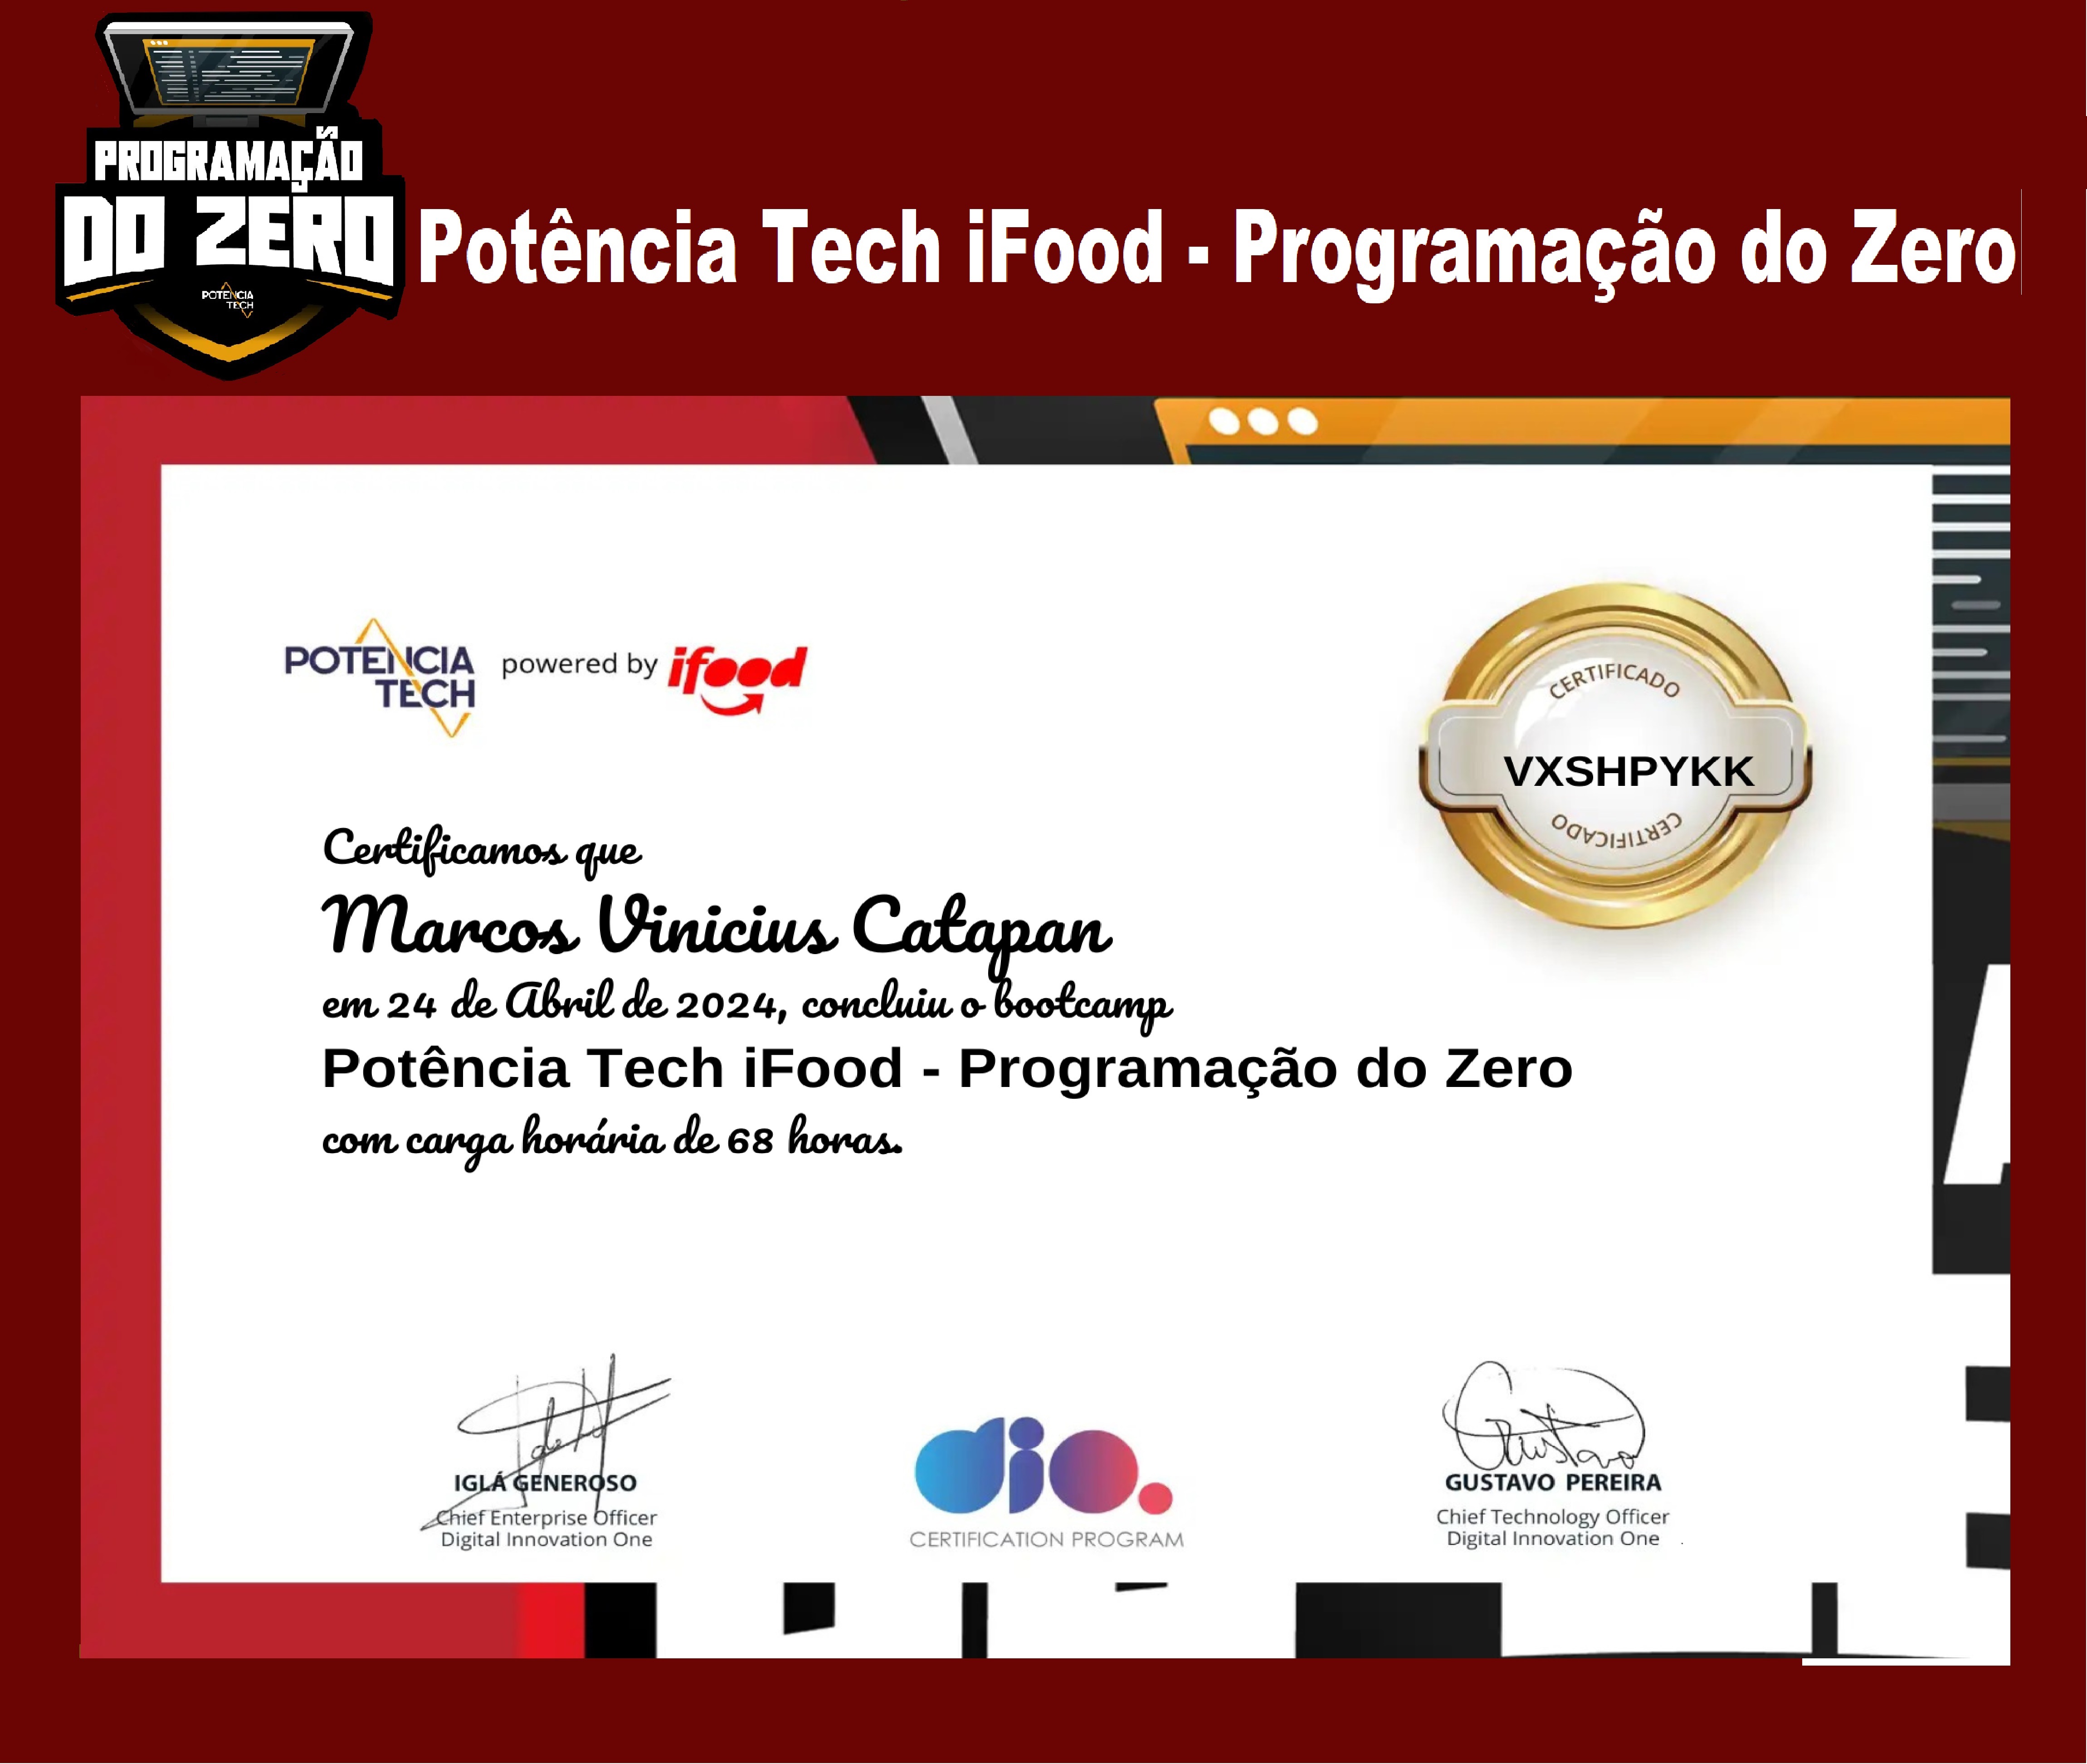 PROGRAMAÇÃO
DO ZERO
POTENCIA
TECH
Potência Tech iFood - Programação do Zero
POTENCIA
TECH
powered by ifood
CERTIFICADO
VXSHPYKK
CERTIFICADO
Certificamos que
Marcos Vinicius Catapan
em 24 de Abril de 2024, concluiu o bootcamp
Potência Tech iFood - Programação do Zero
com carga horária de 68 horas.
IGLÁ GENEROSO
Chief Enterprise Officer
Digital Innovation One
dio.
CERTIFICATION PROGRAM
Gustavo
GUSTAVO PEREIRA
Chief Technology Officer
Digital Innovation One